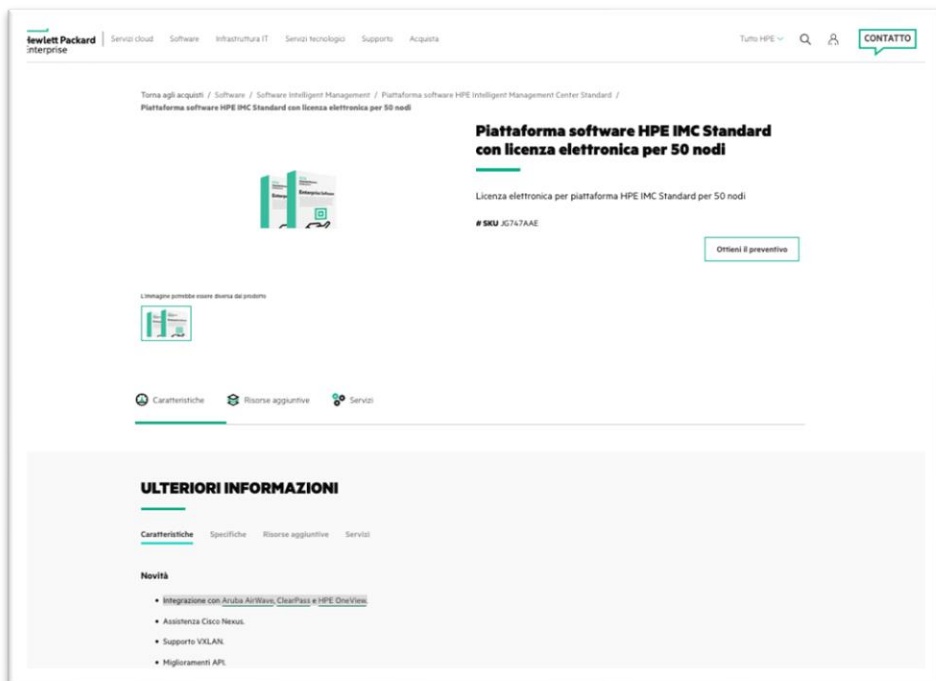 Hewlett Packard
Enterprise
Servizi cloud Software Infrastruttura IT Servizi tecnologici Supporto Acquista
Tutto HPE
CONTATTO
Torna agli acquisti / Software / Software Intelligent Management / Piattaforma software HPE Intelligent Management Center Standard /
Piattaforma software HPE IMC Standard con licenza elettronica per 50 nodi
Piattaforma software HPE IMC Standard
con licenza elettronica per 50 nodi
Licenza elettronica per piattaforma HPE IMC Standard per 50 nodi
# SKU JG747AAE
Ottieni il preventivo
Enterprise Software
L'immagine potrebbe essere diversa dal prodotto
Caratteristiche Risorse aggiuntive Servizi
ULTERIORI INFORMAZIONI
Caratteristiche Specifiche Risorse aggiuntive Servizi
Novità
• Integrazione con Aruba AirWave, ClearPass e HPE OneView.
• Assistenza Cisco Nexus.
• Supporto VXLAN.
• Miglioramenti API.